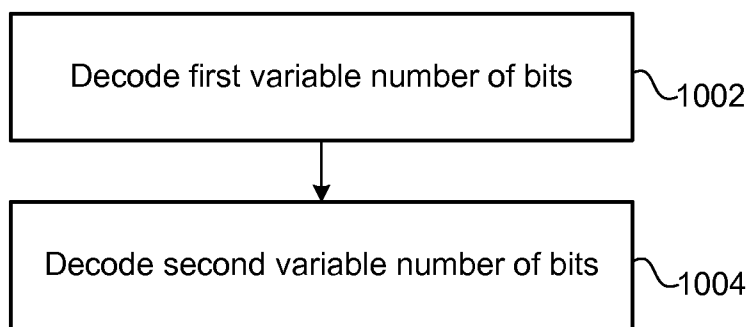 Decode first variable number of bits
1002
Decode second variable number of bits
1004